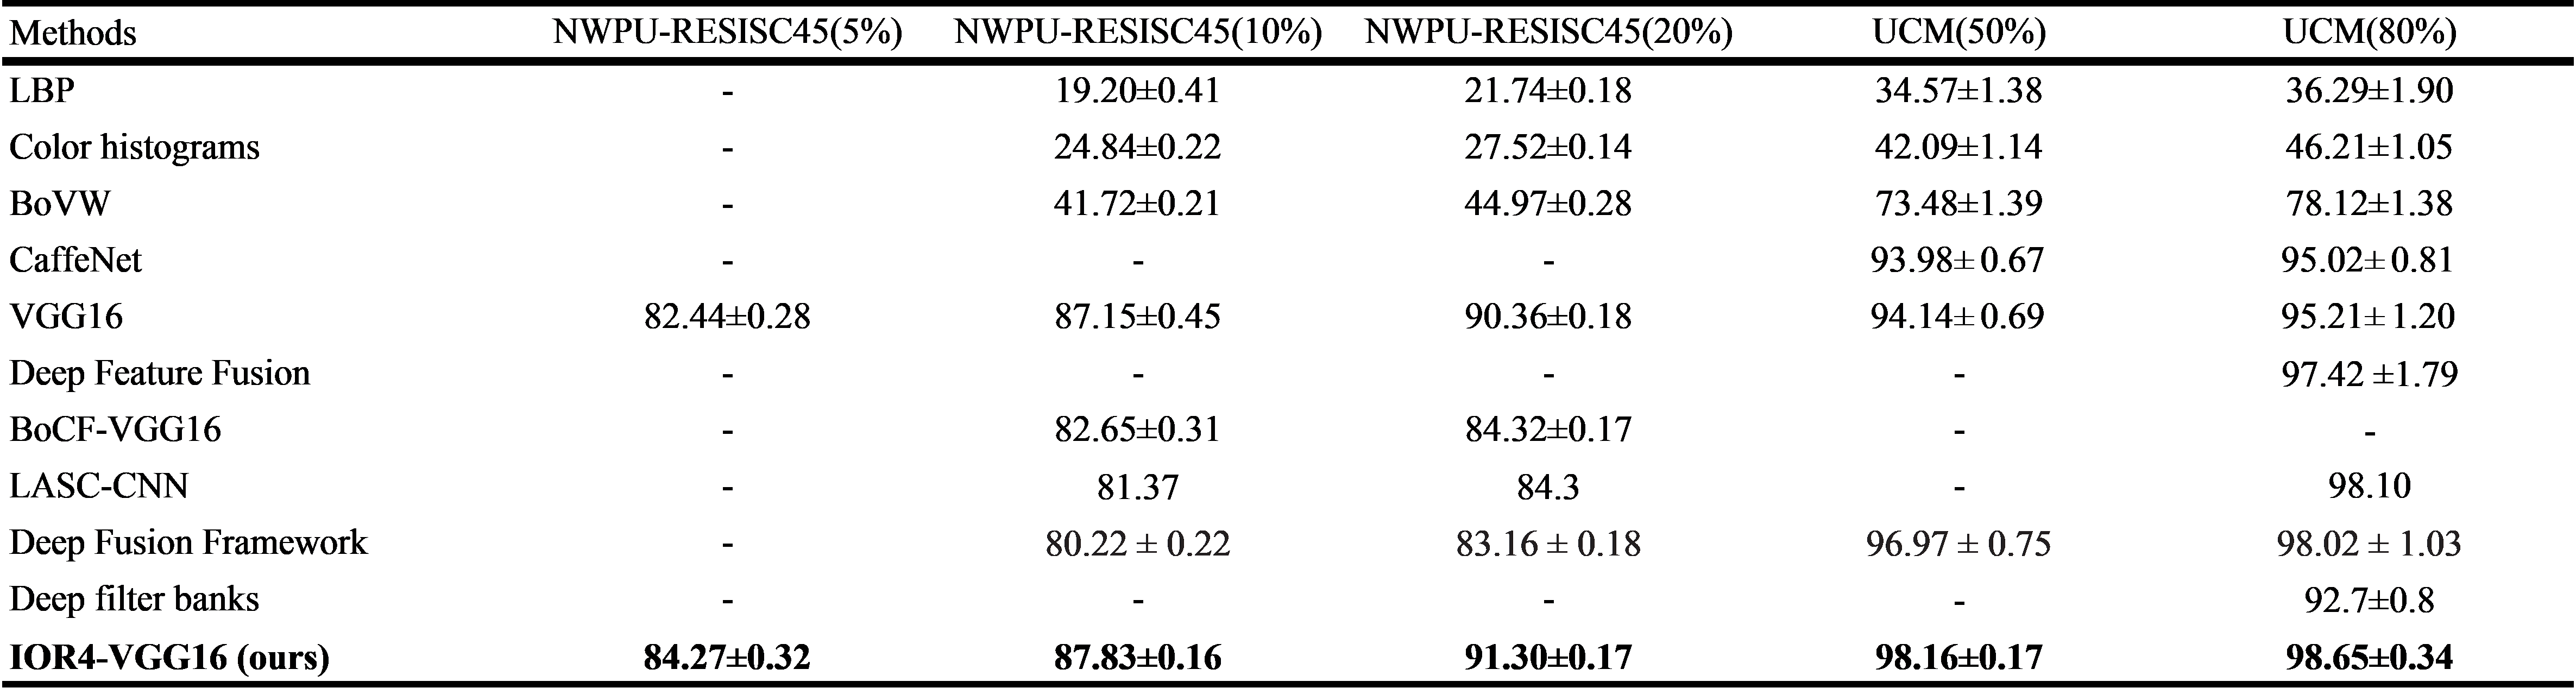 Methods NWPU-RESISC45(5%) NWPU-RESISC45(10%) NWPU-RESISC45(20%) UCM(50%) UCM(80%)
LBP - 19.20±0.41 21.74±0.18 34.57±1.38 36.29±1.90
Color histograms - 24.84±0.22 27.52±0.14 42.09±1.14 46.21±1.05
BoVW - 41.72±0.21 44.97±0.28 73.48±1.39 78.12±1.38
CaffeNet - - - 93.98± 0.67 95.02± 0.81
VGG16 82.44±0.28 87.15±0.45 90.36±0.18 94.14± 0.69 95.21± 1.20
Deep Feature Fusion - - - - 97.42 ±1.79
BoCF-VGG16 - 82.65±0.31 84.32±0.17 - -
LASC-CNN - 81.37 84.3 - 98.10
Deep Fusion Framework - 80.22 ± 0.22 83.16 ± 0.18 96.97 ± 0.75 98.02 ± 1.03
Deep filter banks - - - - 92.7±0.8
IOR4-VGG16 (ours) 84.27±0.32 87.83±0.16 91.30±0.17 98.16±0.17 98.65±0.34